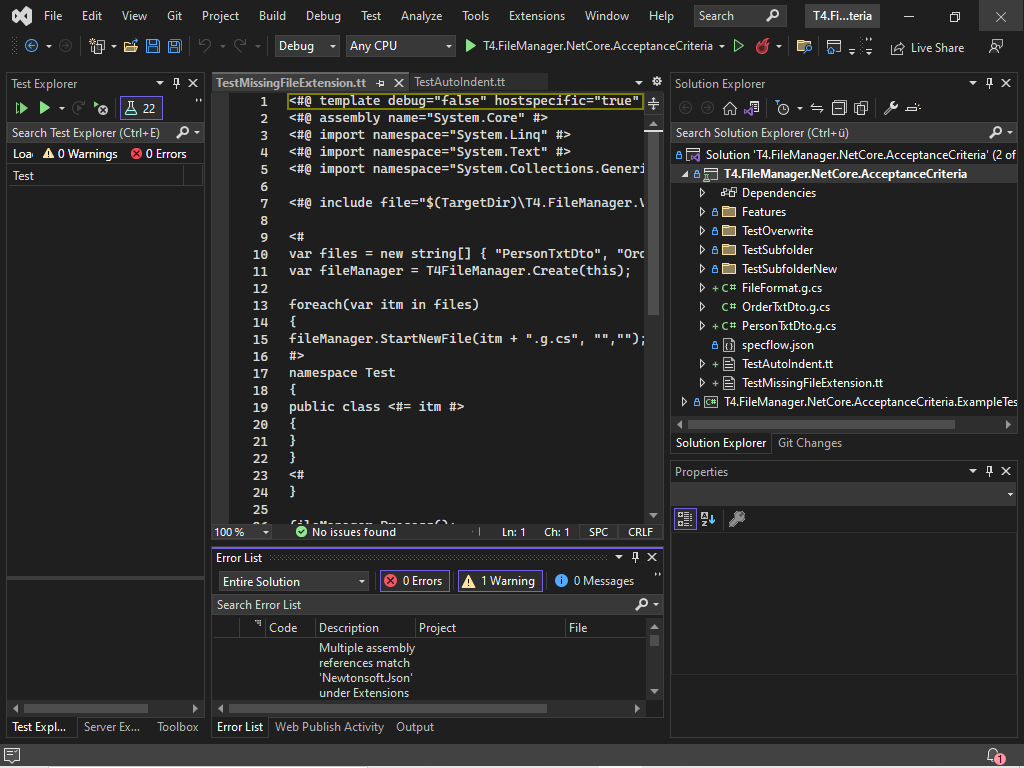 File Edit View Git Project Build Debug Test Analyze Tools Extensions Window Help Search T4.Fi...teria
Debug Any CPU T4.FileManager.NetCore.AcceptanceCriteria Live Share
Test Explorer
22
Search Test Explorer (Ctrl+E)
Loa 0 Warnings 0 Errors
Test
TestMissingFileExtension.tt TestAutoIndent.tt
1 <#@ template debug="false" hostspecific="true"
2 <#@ assembly name="System.Core" #>
3 <#@ import namespace="System.Linq" #>
4 <#@ import namespace="System.Text" #>
5 <#@ import namespace="System.Collections.Generi
6
7 <#@ include file="$(TargetDir)\T4.FileManager.V
8
9 <#
10 var files = new string[] { "PersonTxtDto", "Ord
11 var fileManager = T4FileManager.Create(this);
12
13 foreach(var itm in files)
14 {
15 fileManager.StartNewFile(itm + ".g.cs", "","");
16 #>
17 namespace Test
18 {
19 public class <#= itm #>
20 {
21 }
22 }
23 <#
24 }
25
26 fileManager.Process();
100 % No issues found Ln: 1 Ch: 1 SPC CRLF
Error List
Entire Solution 0 Errors 1 Warning 0 Messages
Search Error List
Code Description Project File
Multiple assembly
references match
'Newtonsoft.Json'
under Extensions
Test Expl... Server Ex... Toolbox
Error List Web Publish Activity Output
Solution Explorer
Search Solution Explorer (Ctrl+ü)
Solution 'T4.FileManager.NetCore.AcceptanceCriteria' (2 of
T4.FileManager.NetCore.AcceptanceCriteria
Dependencies
Features
TestOverwrite
TestSubfolder
TestSubfolderNew
+ C# FileFormat.g.cs
C# OrderTxtDto.g.cs
+ C# PersonTxtDto.g.cs
specflow.json
+ TestAutoIndent.tt
+ TestMissingFileExtension.tt
C# T4.FileManager.NetCore.AcceptanceCriteria.ExampleTes
Solution Explorer Git Changes
Properties
1